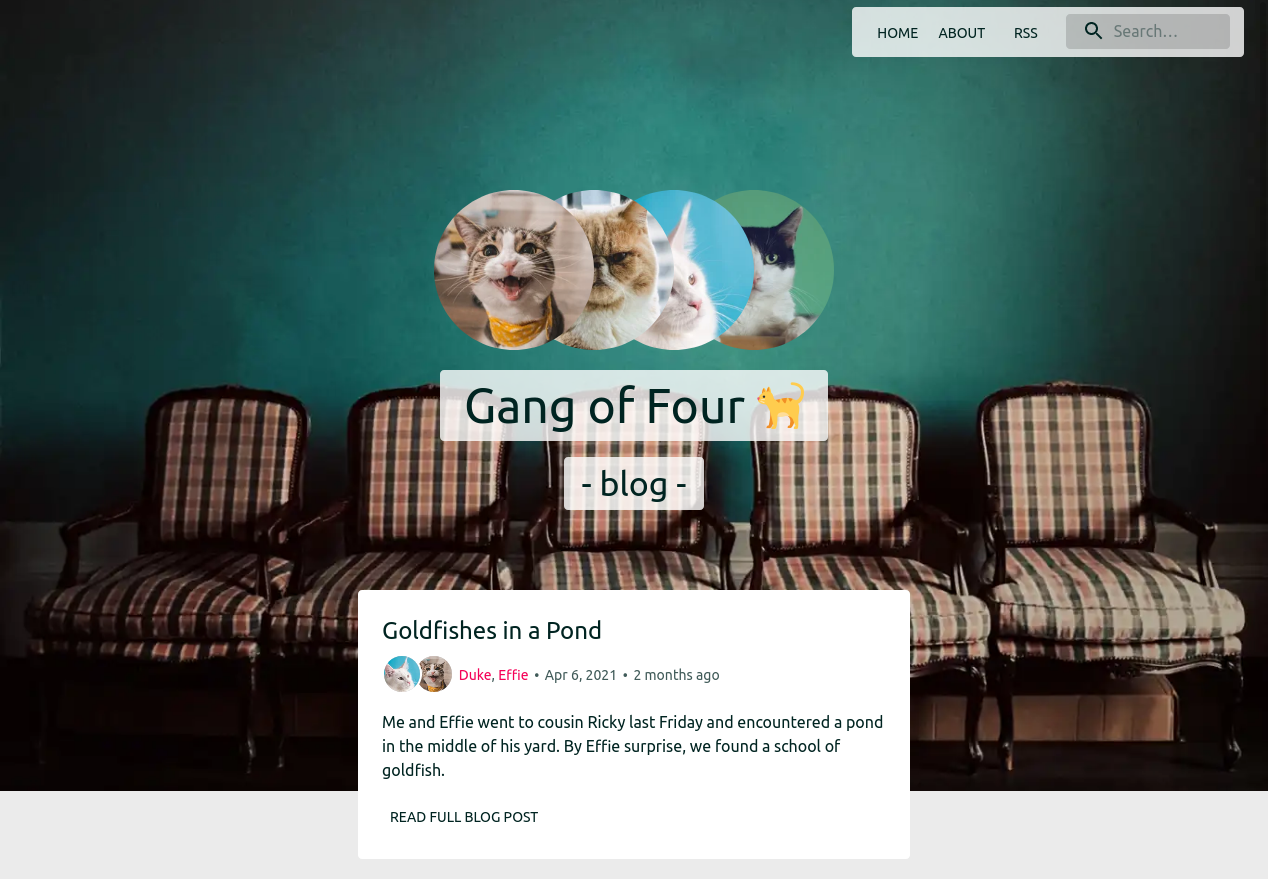 HOME ABOUT RSS Search…
Gang of Four 🐈
- blog -
Goldfishes in a Pond
Duke, Effie • Apr 6, 2021 • 2 months ago
Me and Effie went to cousin Ricky last Friday and encountered a pond
in the middle of his yard. By Effie surprise, we found a school of
goldfish.
READ FULL BLOG POST